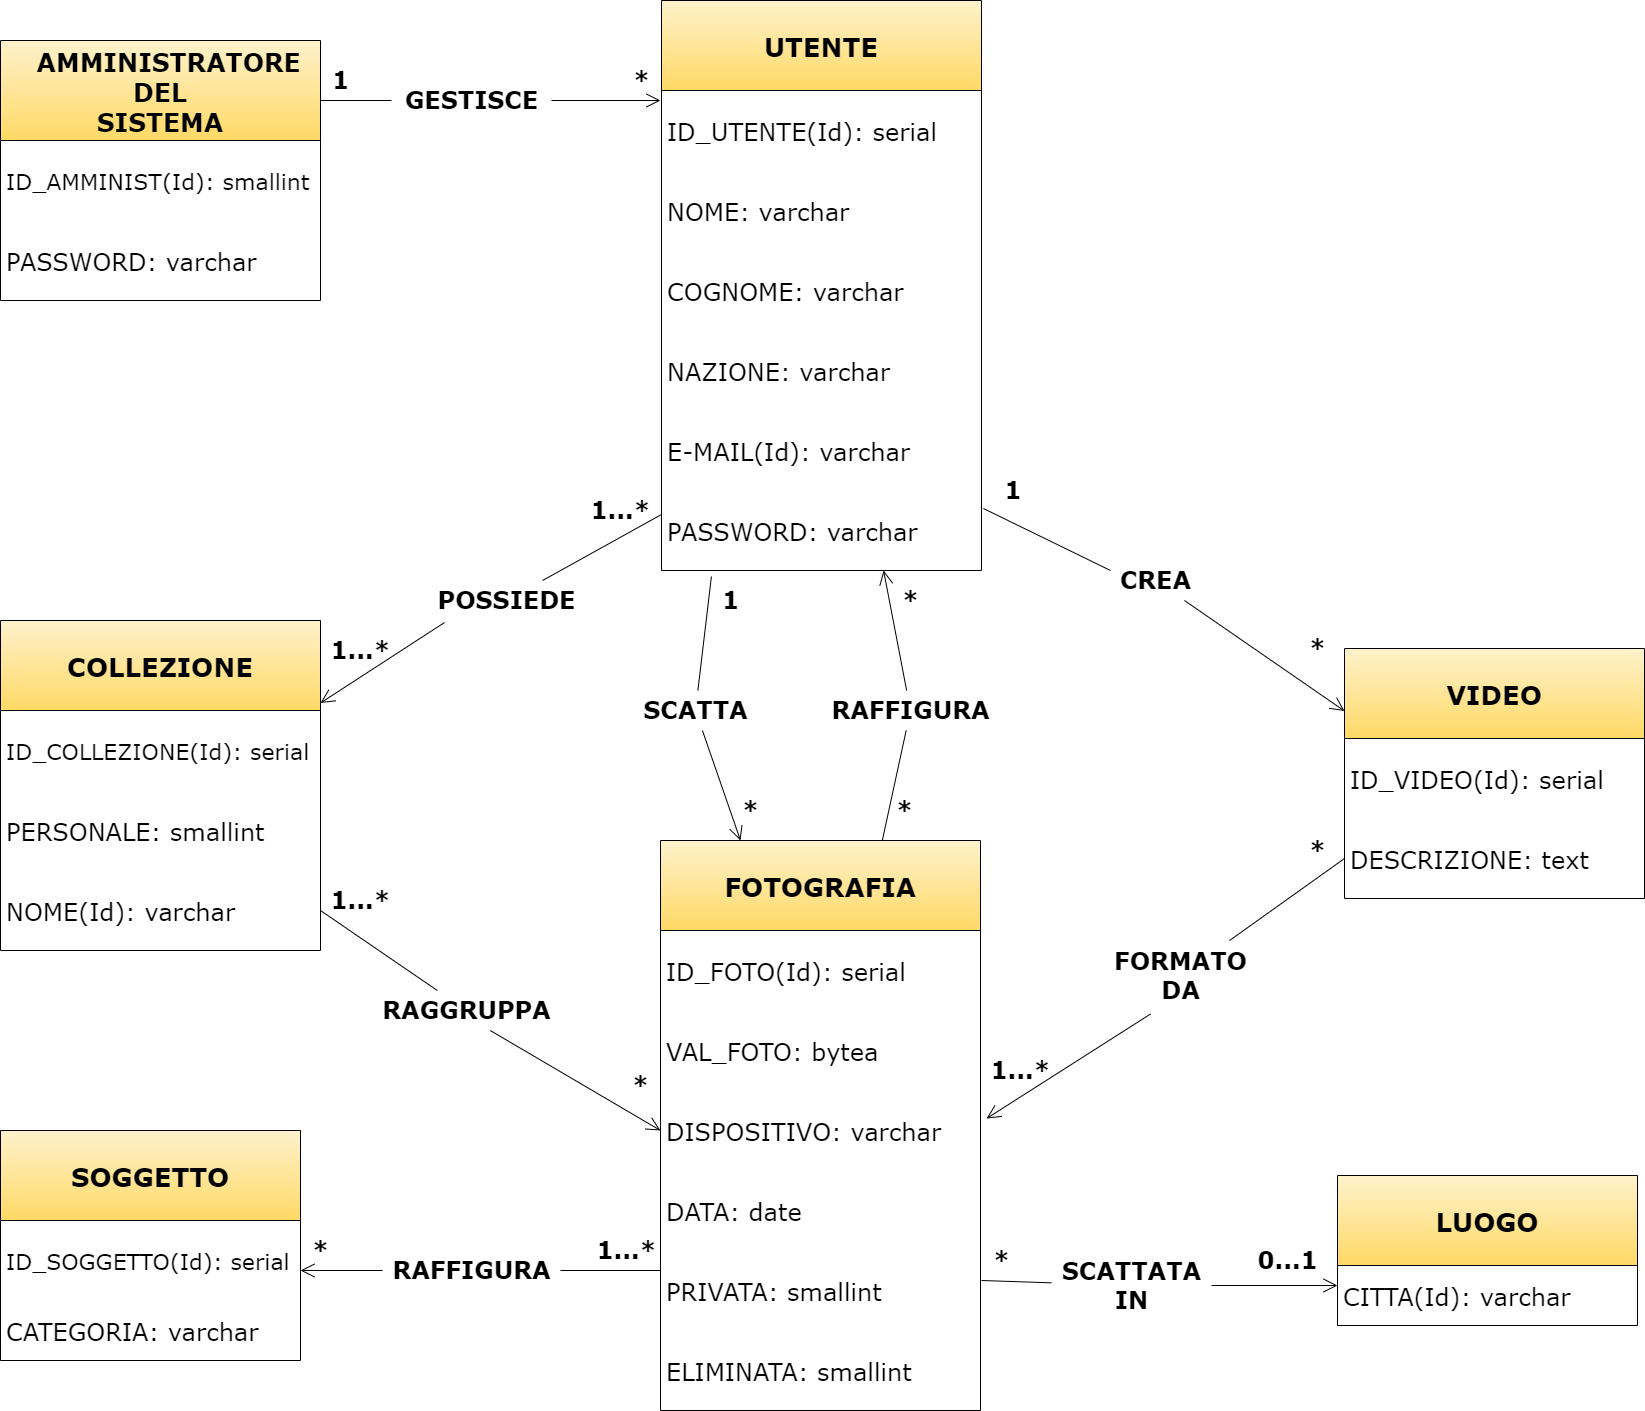 AMMINISTRATORE
DEL
SISTEMA
ID_AMMINIST(Id): smallint
PASSWORD: varchar
1
GESTISCE
*
UTENTE
ID_UTENTE(Id): serial
NOME: varchar
COGNOME: varchar
NAZIONE: varchar
E-MAIL(Id): varchar
PASSWORD: varchar
1...*
POSSIEDE
1...*
1
SCATTA
*
*
RAFFIGURA
*
1
CREA
*
COLLEZIONE
ID_COLLEZIONE(Id): serial
PERSONALE: smallint
NOME(Id): varchar
1...*
RAGGRUPPA
*
VIDEO
ID_VIDEO(Id): serial
DESCRIZIONE: text
*
FORMATO
DA
1...*
FOTOGRAFIA
ID_FOTO(Id): serial
VAL_FOTO: bytea
DISPOSITIVO: varchar
DATA: date
PRIVATA: smallint
ELIMINATA: smallint
SOGGETTO
ID_SOGGETTO(Id): serial
CATEGORIA: varchar
*
RAFFIGURA
1...*
*
SCATTATA
IN
0...1
LUOGO
CITTA(Id): varchar